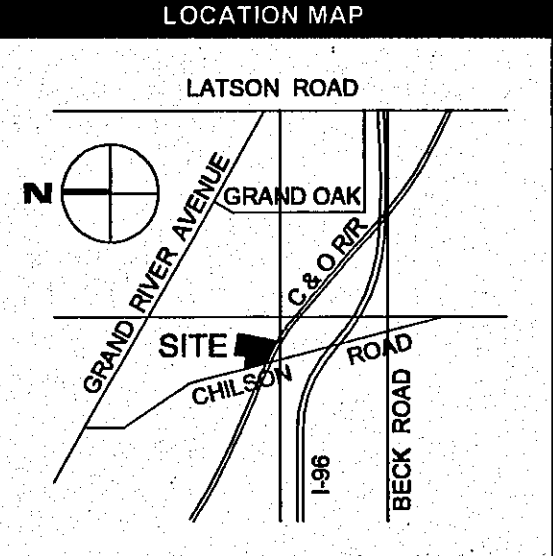 LOCATION MAP
LATSON ROAD
N
GRAND RIVER AVENUE
GRAND OAK
C & O R/R
SITE
CHILSON
ROAD
I-96
BECK ROAD